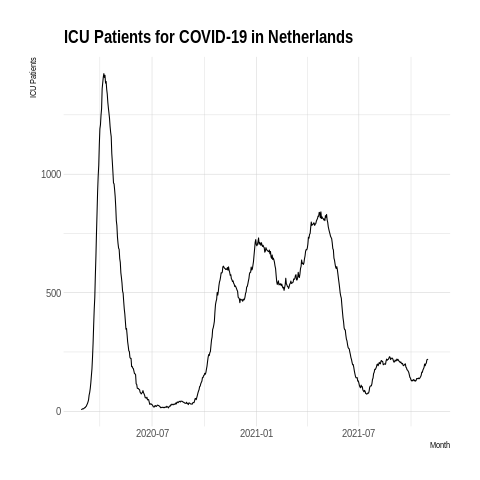 ICU Patients for COVID-19 in Netherlands
ICU Patients
1000
500
0
2020-07
2021-01
2021-07
Month